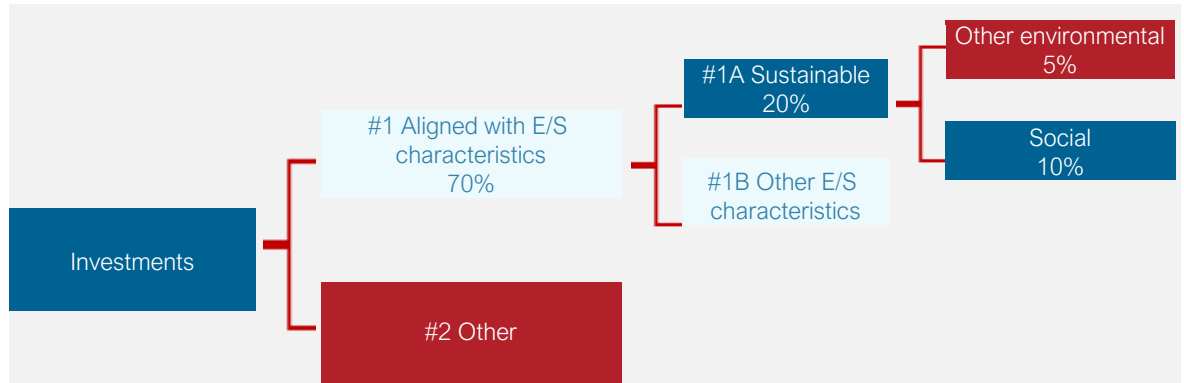 Investments
#1 Aligned with E/S
characteristics
70%
#2 Other
#1A Sustainable
20%
#1B Other E/S
characteristics
Other environmental
5%
Social
10%